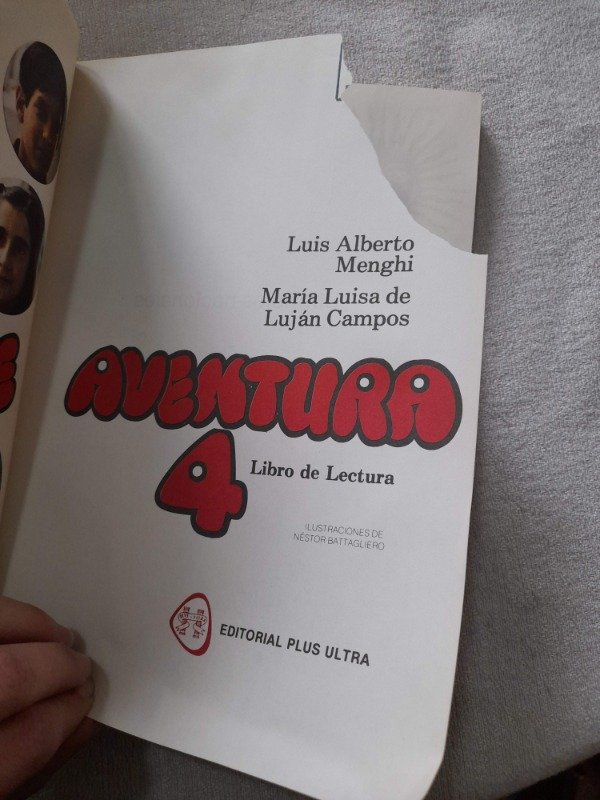 Luis Alberto
Menghi
María Luisa de
Luján Campos
AVENTURA
4
Libro de Lectura
ILUSTRACIONES DE
NÉSTOR BATTAGLIERO
EDITORIAL PLUS ULTRA